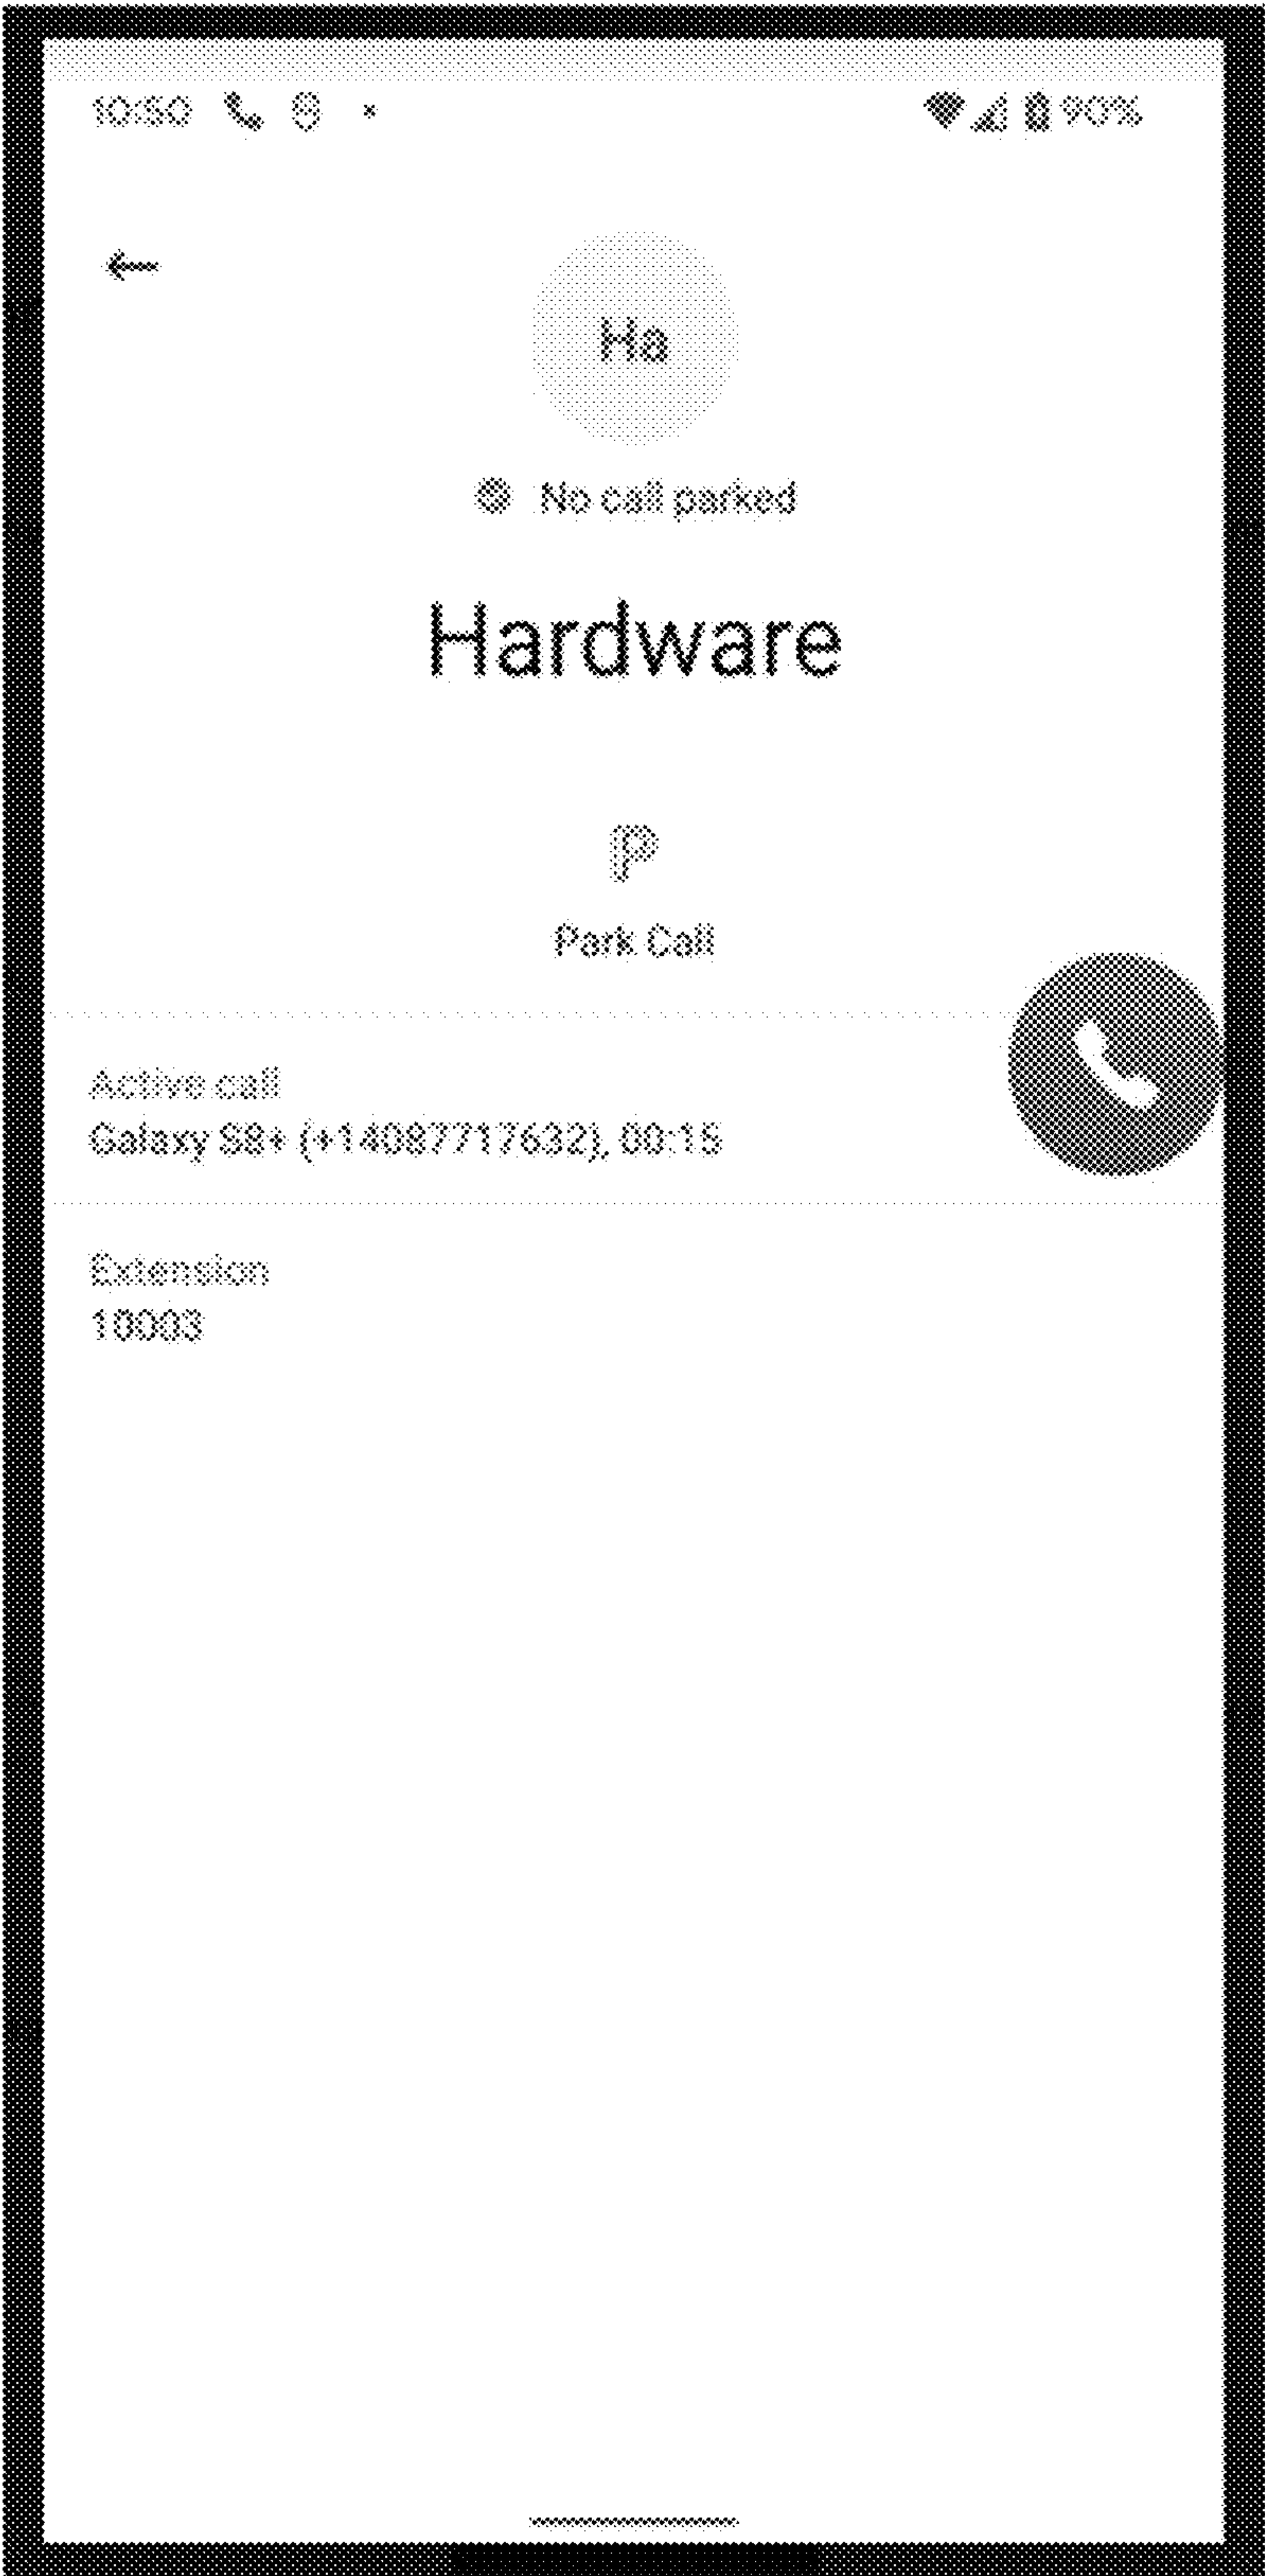 10:50 90%
Ha
No call parked
Hardware
P
Park Call
Active call
Galaxy S8+ (+14087717632), 00:15
Extension
10003